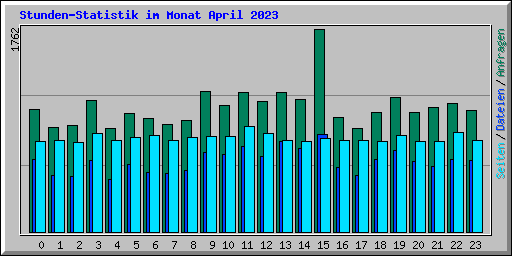 Stunden-Statistik im Monat April 2023
1762
Seiten / Dateien / Anfragen
0 1 2 3 4 5 6 7 8 9 10 11 12 13 14 15 16 17 18 19 20 21 22 23